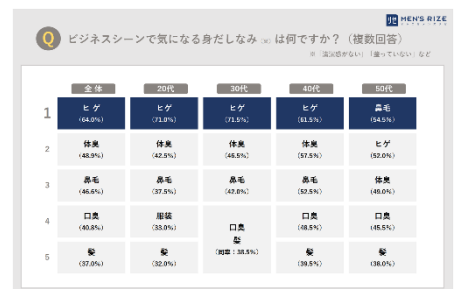 MEN'S RIZE
Q ビジネスシーンで気になる身だしなみ は何ですか？（複数回答）
※「清潔感がない」「整っていない」など
全体 20代 30代 40代 50代
1 ヒゲ ヒゲ ヒゲ ヒゲ 鼻毛
(64.0%) (71.0%) (71.5%) (61.5%) (54.5%)
2 体臭 体臭 体臭 体臭 ヒゲ
(48.9%) (42.5%) (46.5%) (57.5%) (52.0%)
3 鼻毛 鼻毛 鼻毛 鼻毛 体臭
(46.6%) (37.5%) (42.0%) (52.5%) (49.0%)
4 口臭 服装 口臭 口臭 口臭
(40.8%) (33.0%) 髪 (48.5%) (45.5%)
5 髪 髪 (同率：38.5%) 髪 髪
(37.0%) (32.0%) (39.5%) (38.0%)